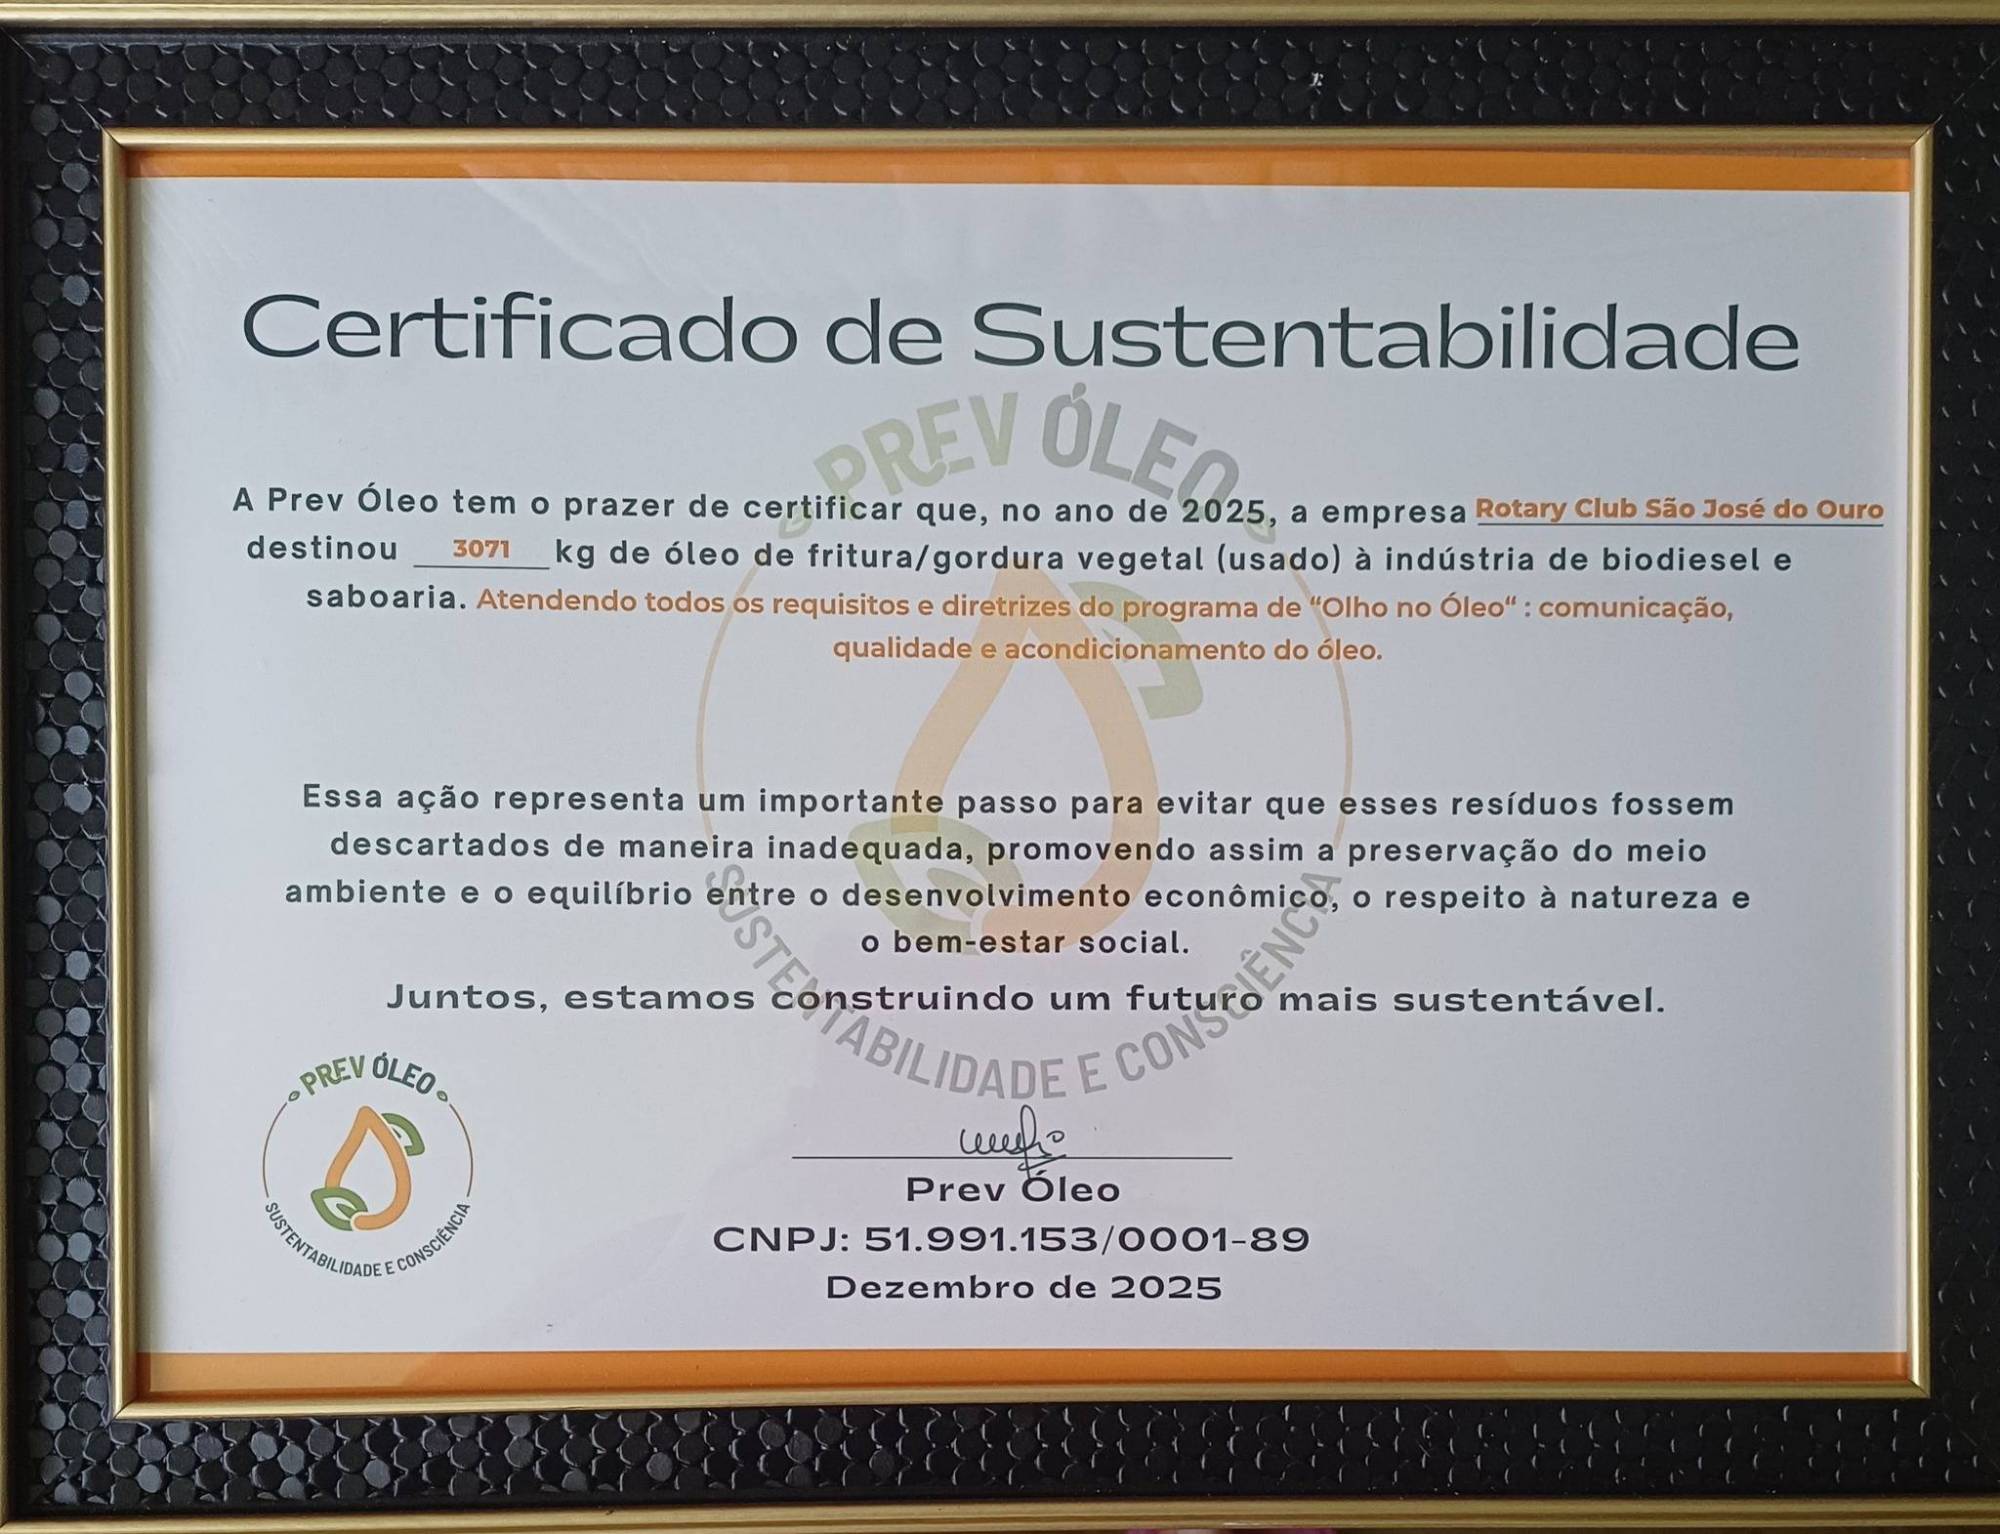 Certificado de Sustentabilidade
PREV ÓLEO
A Prev Óleo tem o prazer de certificar que, no ano de 2025, a empresa Rotary Club São José do Ouro
destinou 3071 kg de óleo de fritura/gordura vegetal (usado) à indústria de biodiesel e
saboaria. Atendendo todos os requisitos e diretrizes do programa de “Olho no Óleo“ : comunicação,
qualidade e acondicionamento do óleo.
Essa ação representa um importante passo para evitar que esses resíduos fossem
descartados de maneira inadequada, promovendo assim a preservação do meio
ambiente e o equilíbrio entre o desenvolvimento econômico, o respeito à natureza e
o bem-estar social.
Juntos, estamos construindo um futuro mais sustentável.
SUSTENTABILIDADE E CONSCIÊNCIA
PREV ÓLEO
SUSTENTABILIDADE E CONSCIÊNCIA
Prev Óleo
CNPJ: 51.991.153/0001-89
Dezembro de 2025